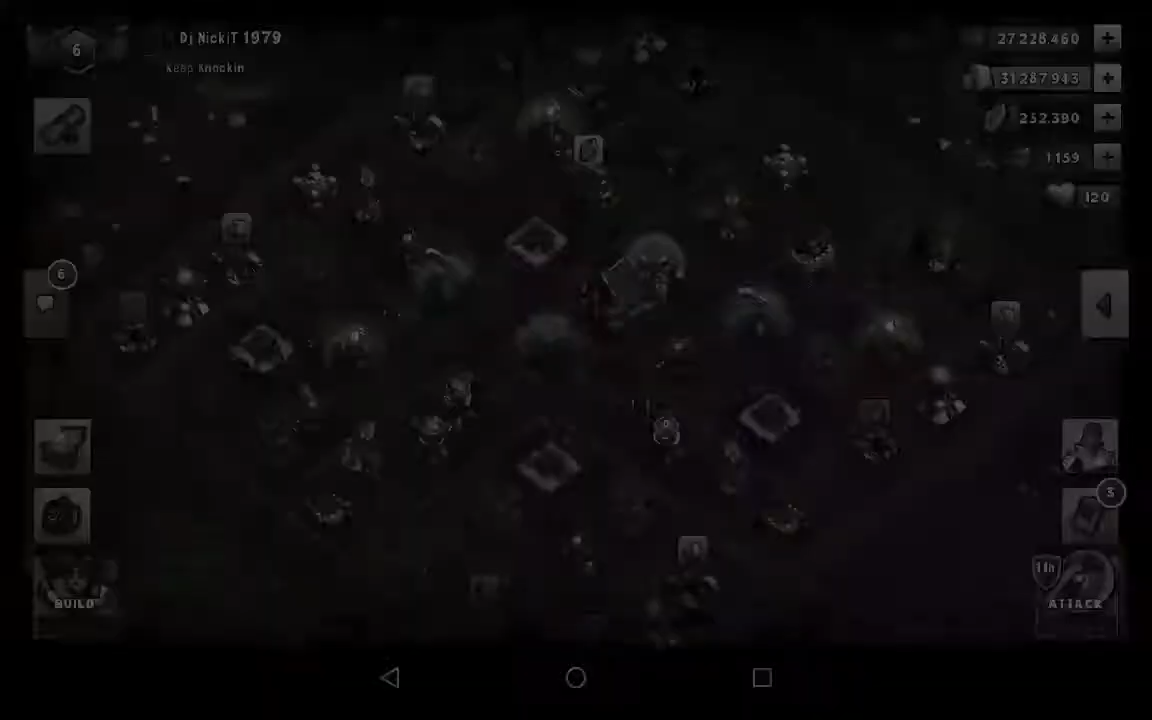 6
Dj NickiT 1979
Keep Knockin
27 228.460
31 287 943
252.390
1159
120
6
3
11h
BUILD
ATTACK